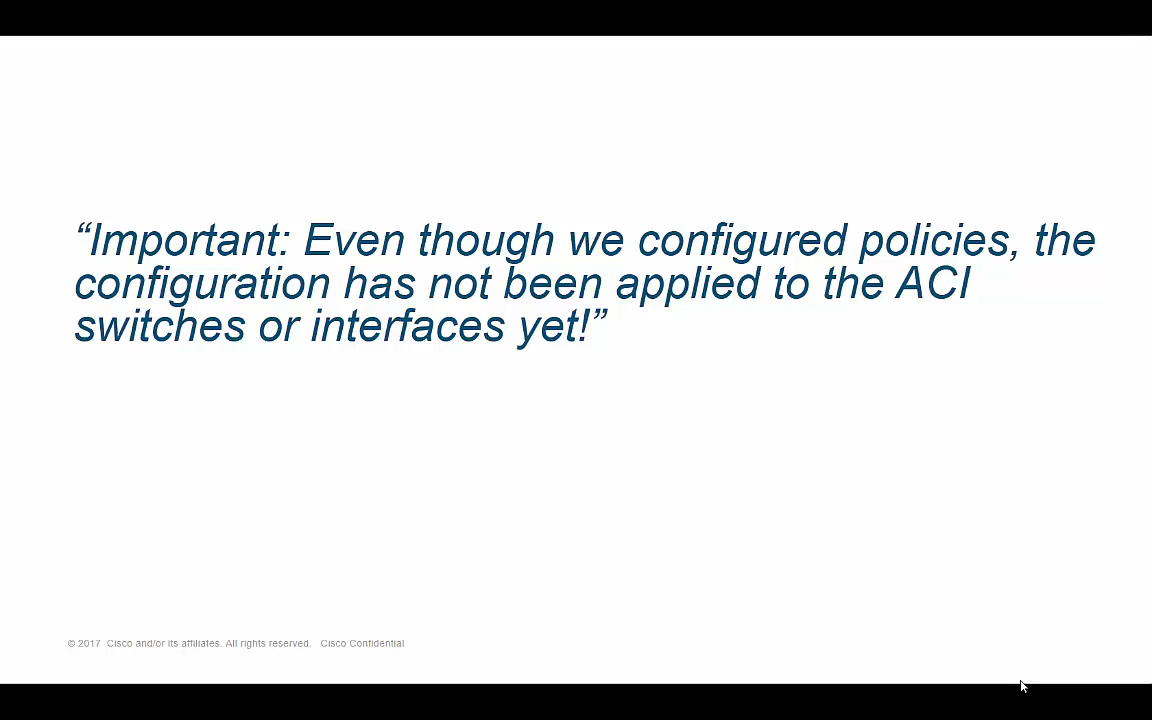 “Important: Even though we configured policies, the
configuration has not been applied to the ACI
switches or interfaces yet!”
© 2017 Cisco and/or its affiliates. All rights reserved. Cisco Confidential